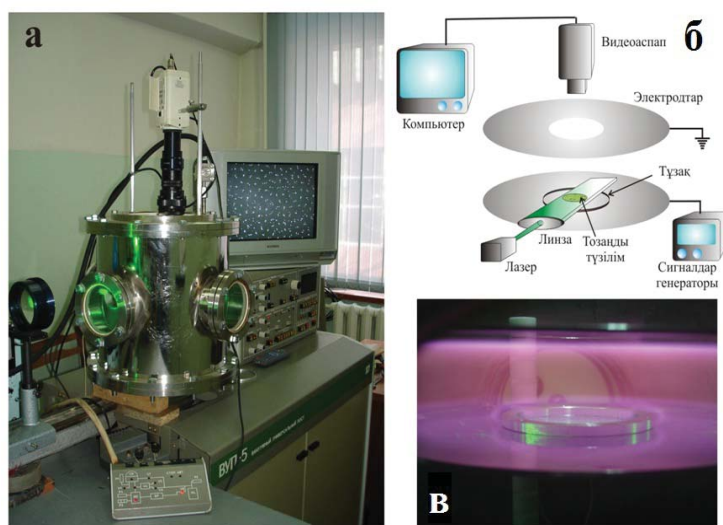 а
ВУП-5
б
Видеоаспап
Компьютер
Электродтар
Тұзақ
Линза
Тозаңды
түзілім
Лазер
Сигналдар
генераторы
в